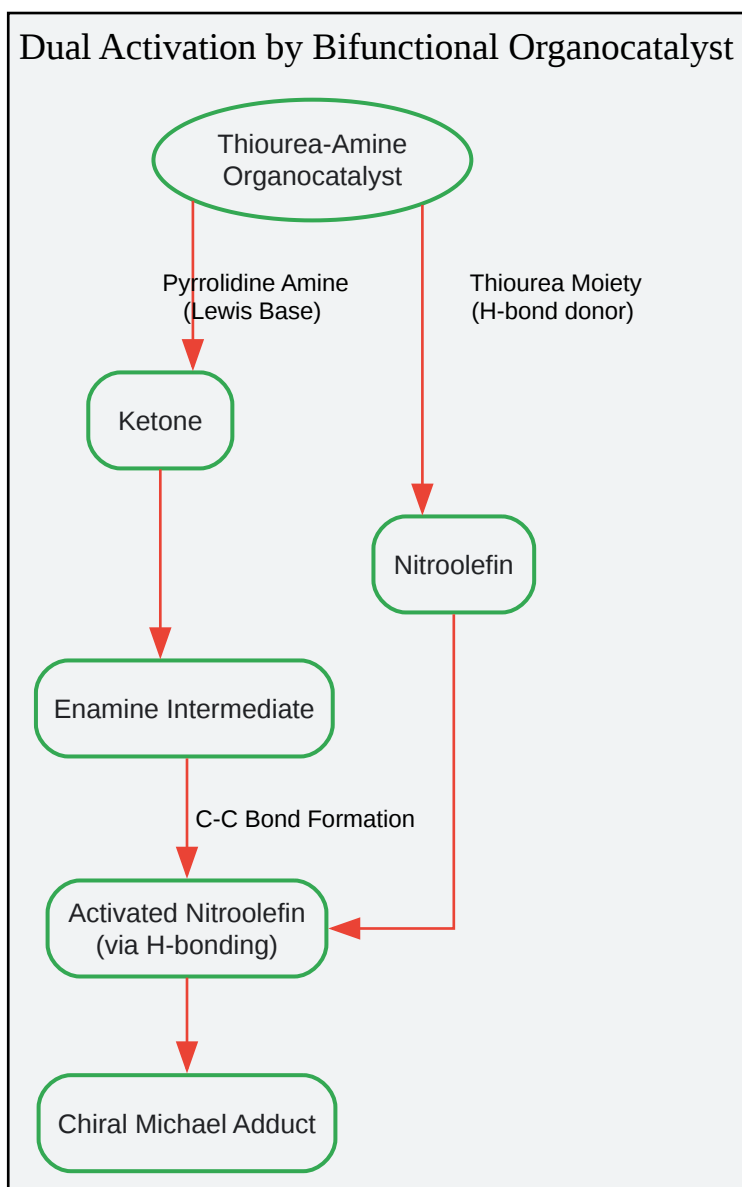 Dual Activation by Bifunctional Organocatalyst
Thiourea-Amine
Organocatalyst
Pyrrolidine Amine
(Lewis Base)
Thiourea Moiety
(H-bond donor)
Ketone
Nitroolefin
Enamine Intermediate
C-C Bond Formation
Activated Nitroolefin
(via H-bonding)
Chiral Michael Adduct